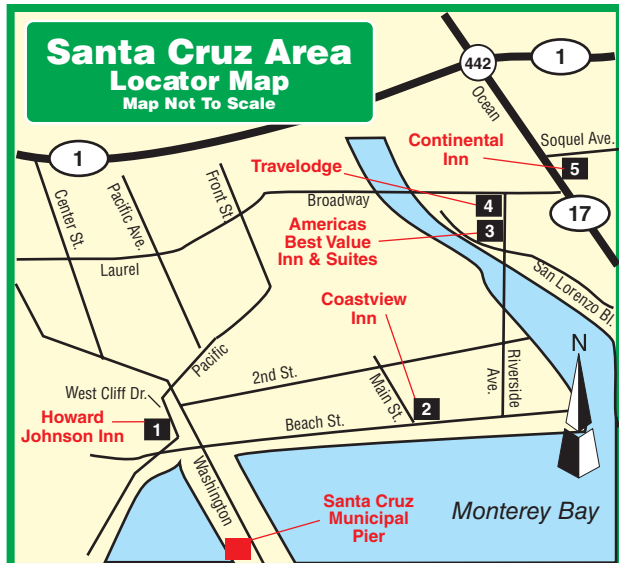 Santa Cruz Area
Locator Map
Map Not To Scale
442
1
Ocean
Continental
Inn
Soquel Ave.
5
1
Travelodge
Center St.
Pacific Ave.
Front St.
Broadway
4
17
Americas
Best Value
Inn & Suites
3
Laurel
San Lorenzo Bl.
Coastview
Inn
N
Pacific
2nd St.
Riverside
Ave.
West Cliff Dr.
Main St.
2
Howard
Johnson Inn
1
Beach St.
Washington
Santa Cruz
Municipal
Pier
Monterey Bay